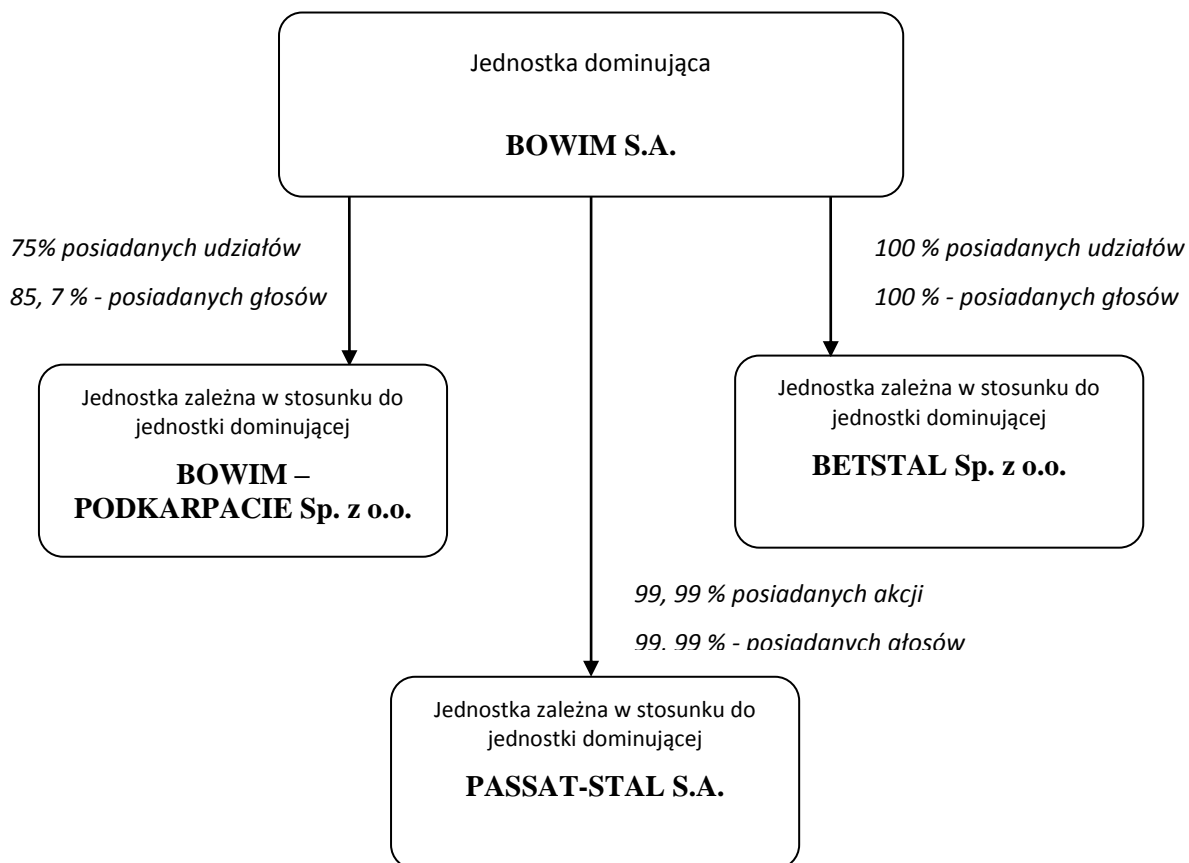 Jednostka dominująca
BOWIM S.A.
75% posiadanych udziałów
85, 7 % - posiadanych głosów
100 % posiadanych udziałów
100 % - posiadanych głosów
Jednostka zależna w stosunku do
jednostki dominującej
BOWIM –
PODKARPACIE Sp. z o.o.
Jednostka zależna w stosunku do
jednostki dominującej
BETSTAL Sp. z o.o.
99, 99 % posiadanych akcji
99, 99 % - posiadanych głosów
Jednostka zależna w stosunku do
jednostki dominującej
PASSAT-STAL S.A.